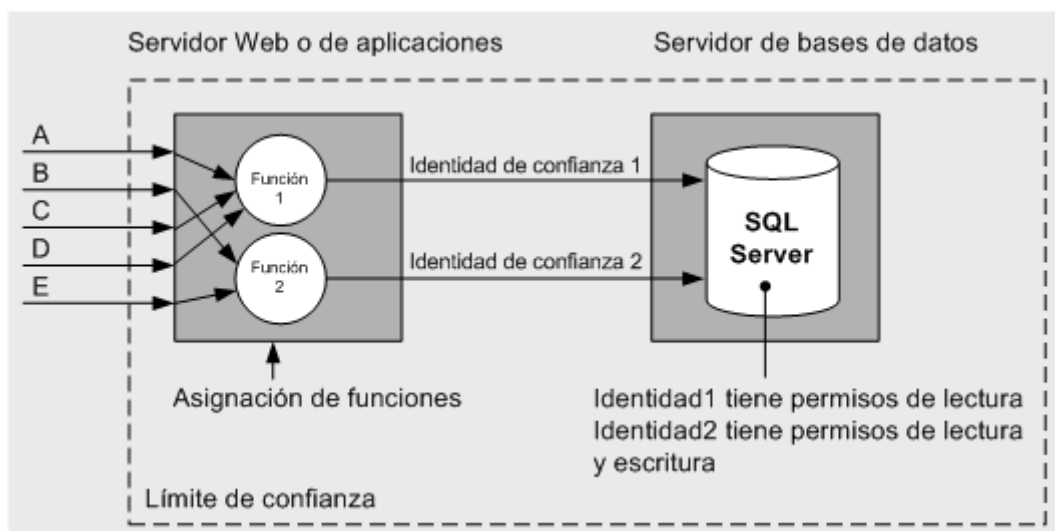 Servidor Web o de aplicaciones
Servidor de bases de datos
A
B
C
D
E
Función
1
Función
2
Identidad de confianza 1
Identidad de confianza 2
SQL
Server
Asignación de funciones
Identidad1 tiene permisos de lectura
Identidad2 tiene permisos de lectura
y escritura
Límite de confianza